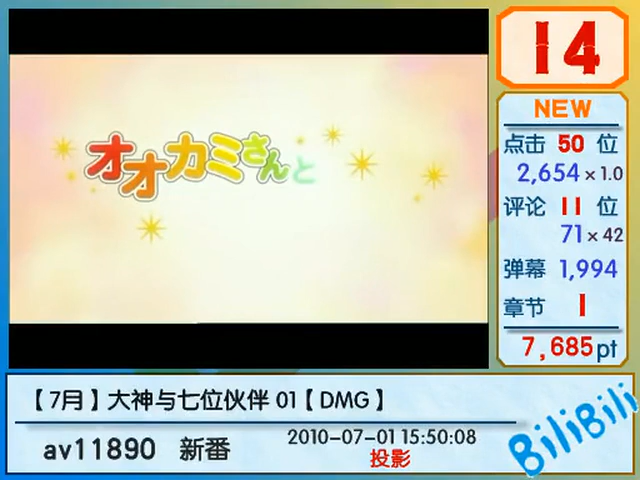 14
オオカミさんと
NEW
点击 50 位
2,654 × 1.0
评论 11 位
71 × 42
弹幕 1,994
章节 1
7,685pt
【7月】大神与七位伙伴 01【DMG】
av11890 新番
2010-07-01 15:50:08
投影
BiliBili